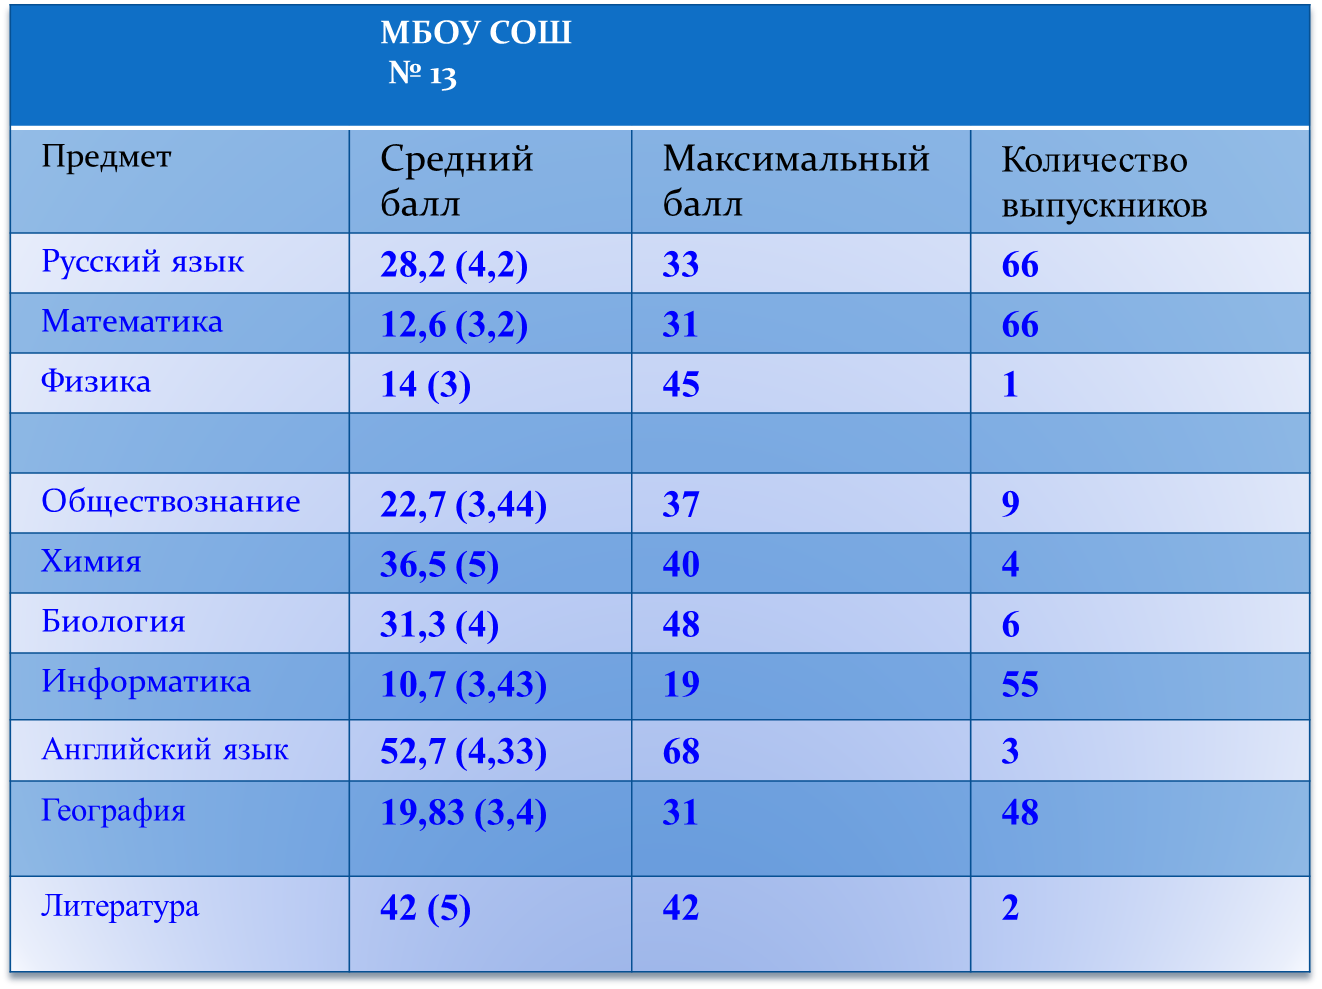 МБОУ СОШ
№ 13
Предмет
Средний
балл
Максимальный
балл
Количество
выпускников
Русский язык 28,2 (4,2) 33 66
Математика 12,6 (3,2) 31 66
Физика 14 (3) 45 1
Обществознание 22,7 (3,44) 37 9
Химия 36,5 (5) 40 4
Биология 31,3 (4) 48 6
Информатика 10,7 (3,43) 19 55
Английский язык 52,7 (4,33) 68 3
География 19,83 (3,4) 31 48
Литература 42 (5) 42 2